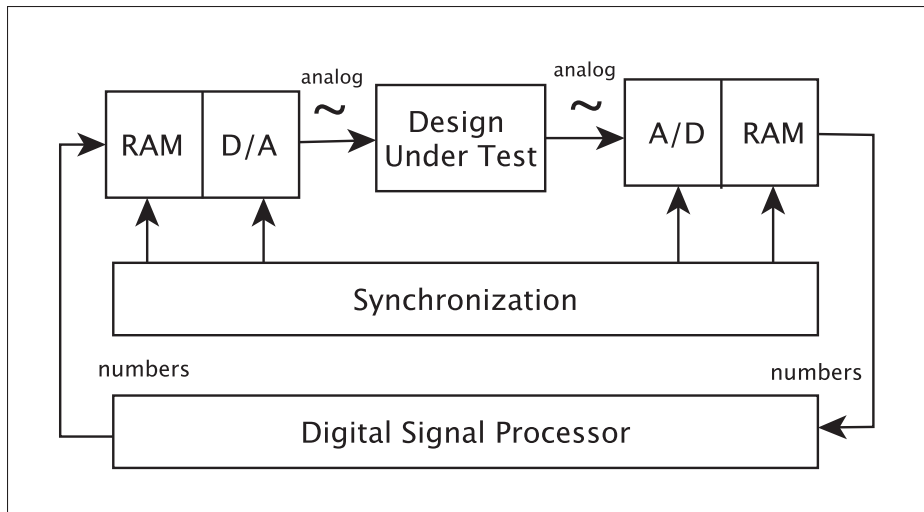 analog
analog
RAM
D/A
Design
Under Test
A/D
RAM
Synchronization
numbers
numbers
Digital Signal Processor